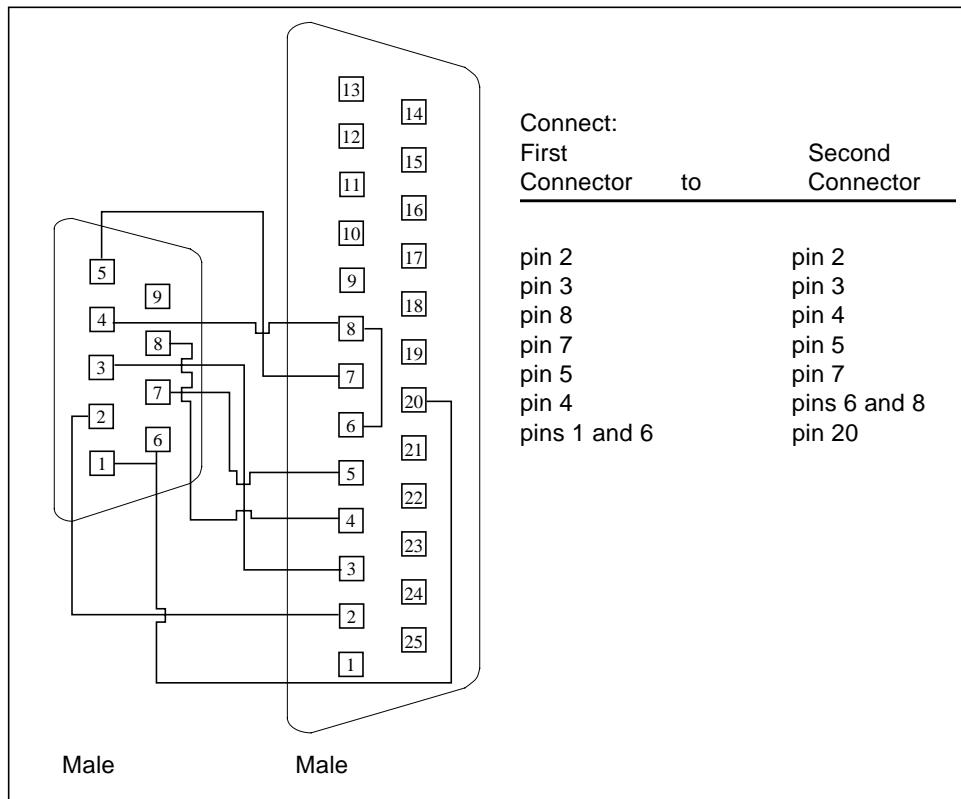 13
14
12
15
11
16
10
17
9
18
8
19
7
20
6
21
5
22
4
23
3
24
2
25
1
5
9
4
8
3
7
2
6
1
Male
Male
Connect:
First Second
Connector to Connector
pin 2 pin 2
pin 3 pin 3
pin 8 pin 4
pin 7 pin 5
pin 5 pin 7
pin 4 pins 6 and 8
pins 1 and 6 pin 20